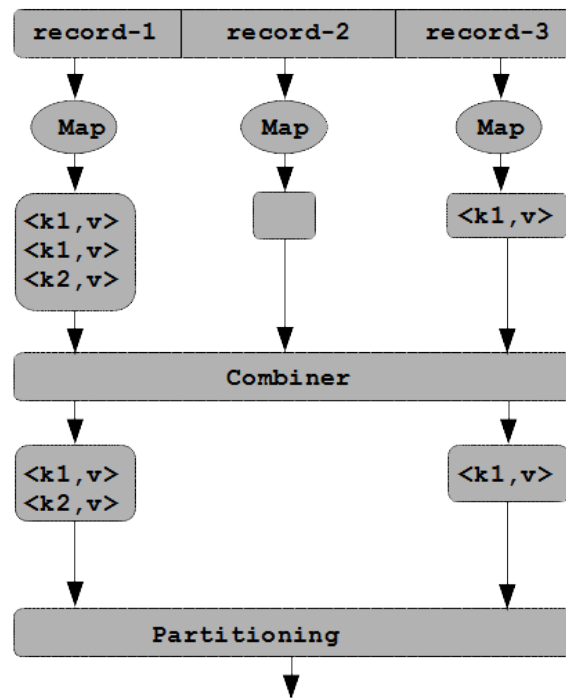 record-1 record-2 record-3
Map Map Map
<k1,v> <k1,v>
<k1,v>
<k2,v>
Combiner
<k1,v> <k1,v>
<k2,v>
Partitioning